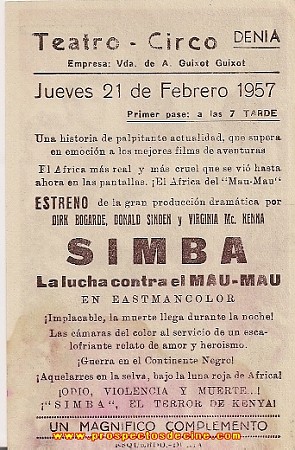 Teatro - Circo DENIA
Empresa: Vda. de A. Guixot Guixot
Jueves 21 de Febrero 1957
Primer pase: a las 7 TARDE
Una historia de palpitante actualidad, que supera
en emoción a los mejores films de aventuras
El Africa más real y más cruel que se vió hasta
ahora en las pantallas. ¡El Africa del "Mau-Mau"
ESTRENO de la gran producción dramática por
DIRK BOGARDE, DONALD SINDEN y VIRGINIA Mc. KENNA
SIMBA
La lucha contra el MAU-MAU
EN EASTMANCOLOR
¡Implacable, la muerte llega durante la noche!
Las cámaras del color al servicio de un esca-
lofriante relato de amor y heroismo.
¡Guerra en el Continente Negro!
¡Aquelarres en la selva, bajo la luna roja de Africa!
¡ODIO, VIOLENCIA Y MUERTE...!
¡"SIMBA", EL TERROR DE KENYA!
UN MAGNÍFICO COMPLEMENTO
www.prospectosdecine.com